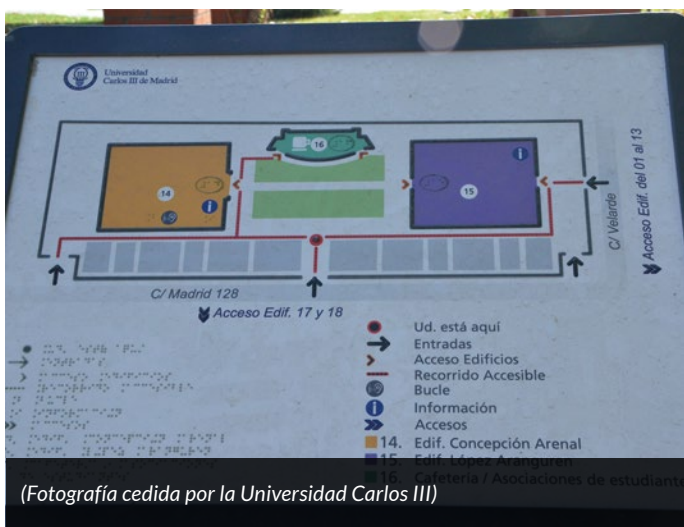 Universidad
Carlos III de Madrid
16
14
15
C/ Velarde
Acceso Edif. del 01 al 13
C/ Madrid 128
Acceso Edif. 17 y 18
Ud. está aquí
Entradas
Acceso Edificios
Recorrido Accesible
Bucle
Información
Accesos
14. Edif. Concepción Arenal
15. Edif. López Aranguren
16. Cafetería / Asociaciones de estudiante
(Fotografía cedida por la Universidad Carlos III)